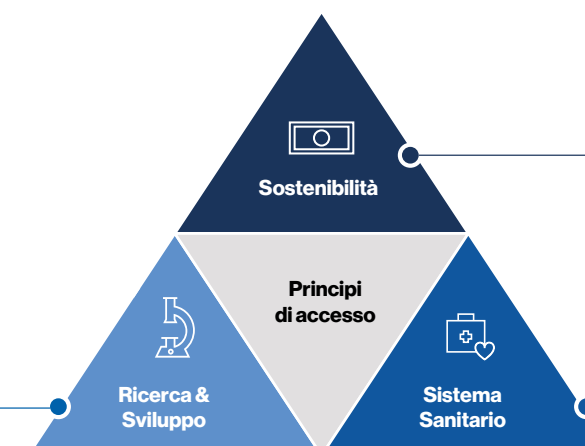 Sostenibilità
Principi
di accesso
Ricerca &
Sviluppo
Sistema
Sanitario